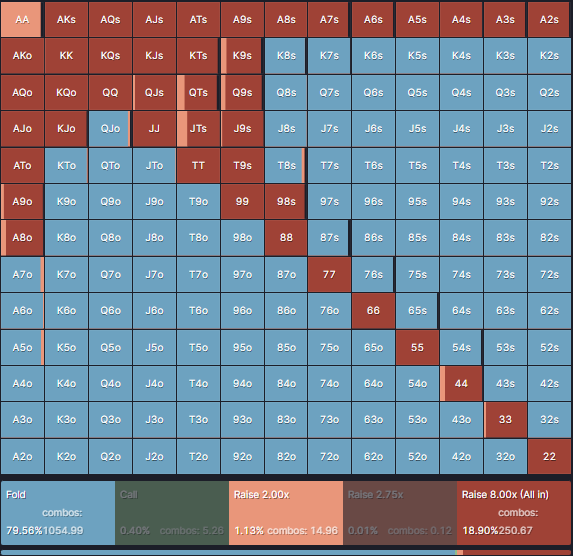 AA AKs AQs AJs ATs A9s A8s A7s A6s A5s A4s A3s A2s
AKo KK KQs KJs KTs K9s K8s K7s K6s K5s K4s K3s K2s
AQo KQo QQ QJs QTs Q9s Q8s Q7s Q6s Q5s Q4s Q3s Q2s
AJo KJo QJo JJ JTs J9s J8s J7s J6s J5s J4s J3s J2s
ATo KTo QTo JTo TT T9s T8s T7s T6s T5s T4s T3s T2s
A9o K9o Q9o J9o T9o 99 98s 97s 96s 95s 94s 93s 92s
A8o K8o Q8o J8o T8o 98o 88 87s 86s 85s 84s 83s 82s
A7o K7o Q7o J7o T7o 97o 87o 77 76s 75s 74s 73s 72s
A6o K6o Q6o J6o T6o 96o 86o 76o 66 65s 64s 63s 62s
A5o K5o Q5o J5o T5o 95o 85o 75o 65o 55 54s 53s 52s
A4o K4o Q4o J4o T4o 94o 84o 74o 64o 54o 44 43s 42s
A3o K3o Q3o J3o T3o 93o 83o 73o 63o 53o 43o 33 32s
A2o K2o Q2o J2o T2o 92o 82o 72o 62o 52o 42o 32o 22
Fold Call Raise 2.00x Raise 2.75x Raise 8.00x (All in)
combos: combos:
79.56%1054.99 0.40% combos: 5.28 1.13% combos: 14.96 0.01% combos: 0.12 18.90%250.67